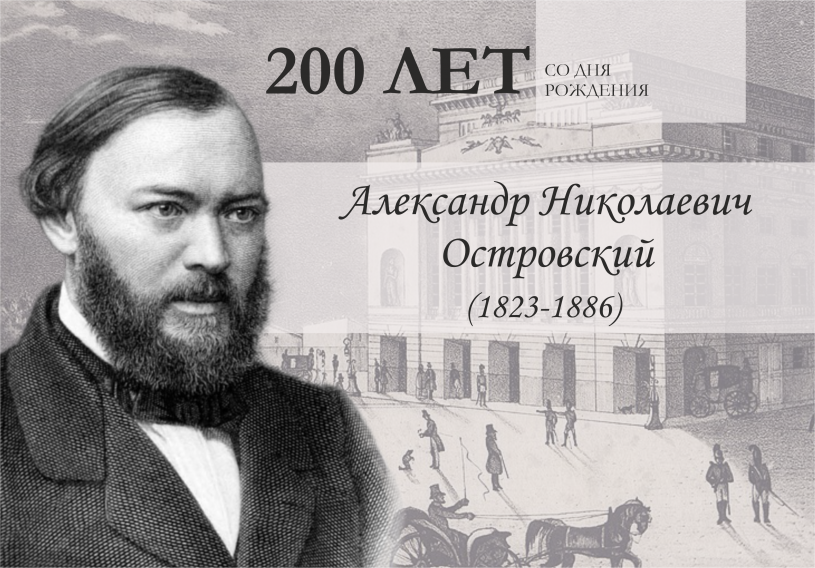 200 ЛЕТ
СО ДНЯ
РОЖДЕНИЯ
Александр Николаевич
Островский
(1823-1886)